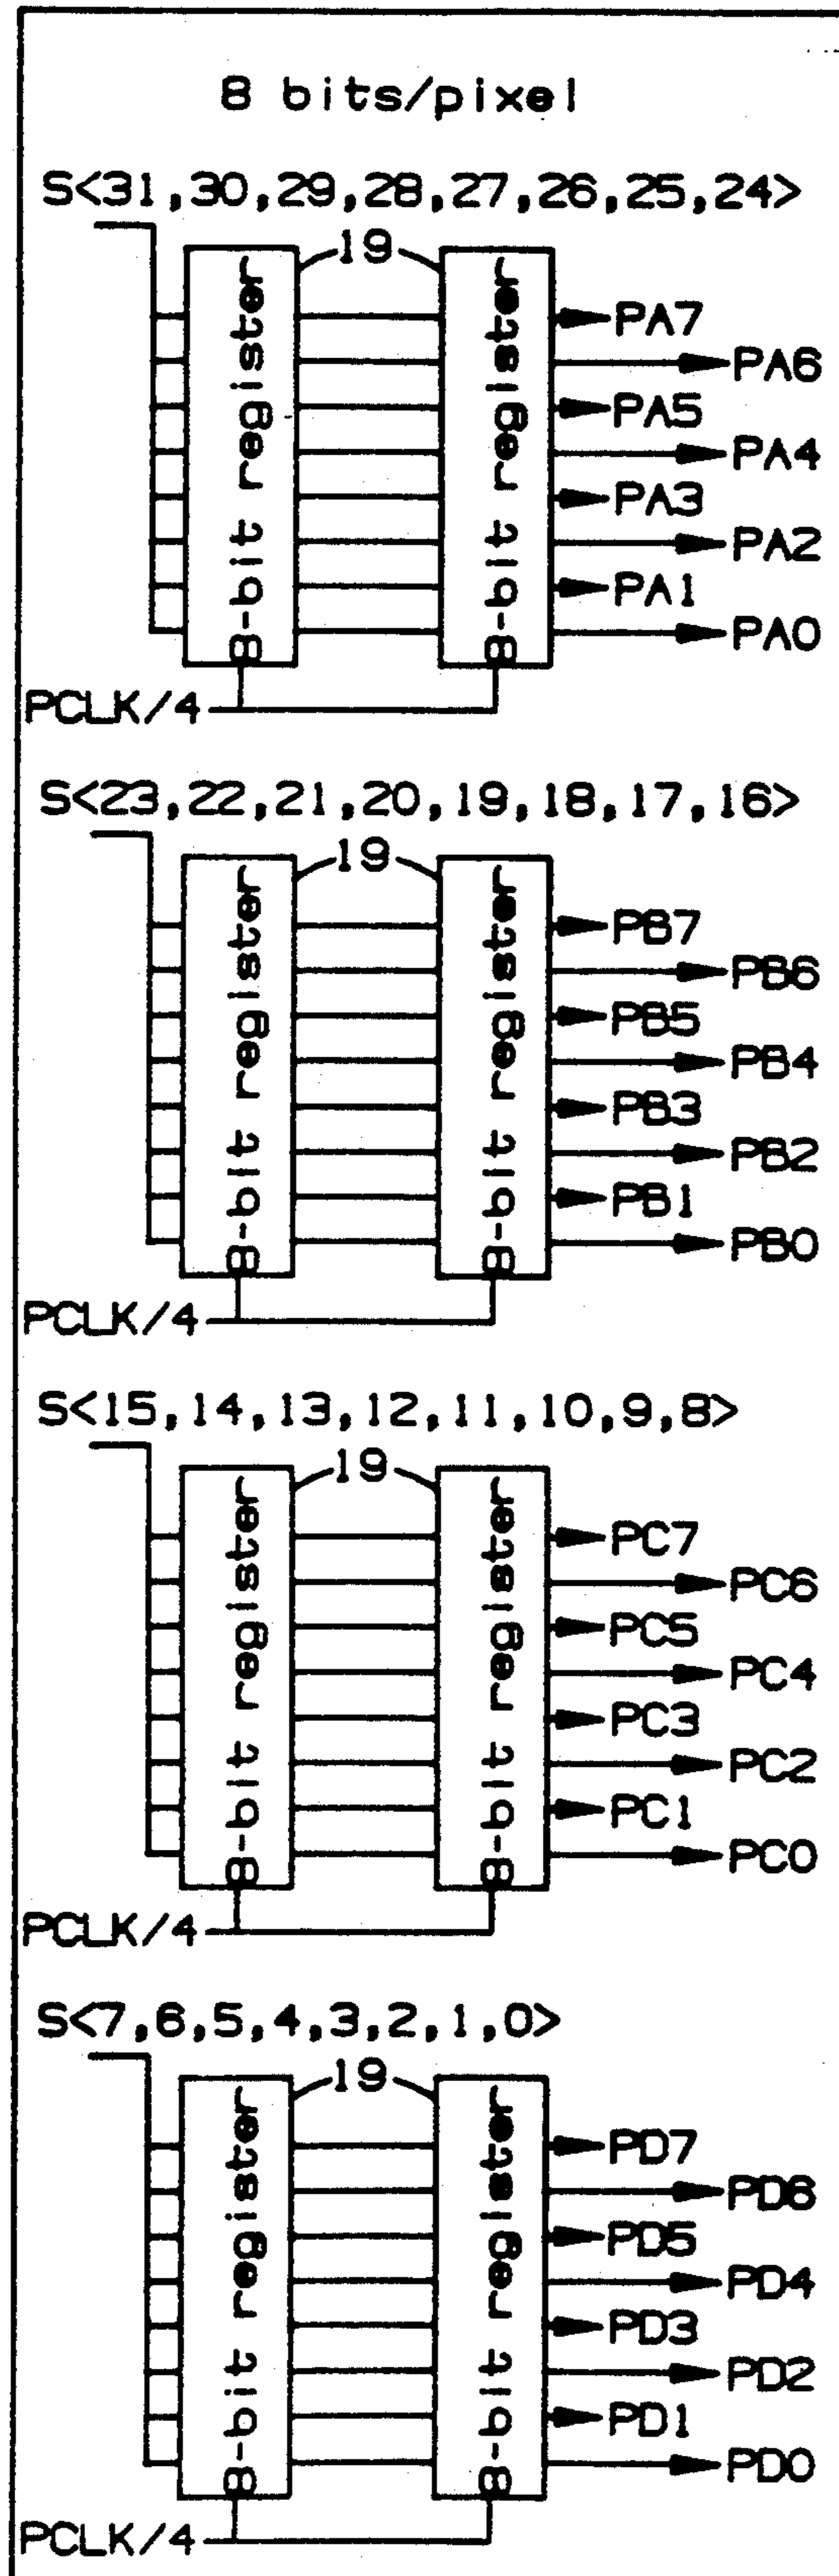 8 bits/pixel
S<31,30,29,28,27,26,25,24>
19
8-bit register
8-bit register
PA7
PA6
PA5
PA4
PA3
PA2
PA1
PA0
PCLK/4
S<23,22,21,20,19,18,17,16>
19
8-bit register
8-bit register
PB7
PB6
PB5
PB4
PB3
PB2
PB1
PB0
PCLK/4
S<15,14,13,12,11,10,9,8>
19
8-bit register
8-bit register
PC7
PC6
PC5
PC4
PC3
PC2
PC1
PC0
PCLK/4
S<7,6,5,4,3,2,1,0>
19
8-bit register
8-bit register
PD7
PD6
PD5
PD4
PD3
PD2
PD1
PD0
PCLK/4